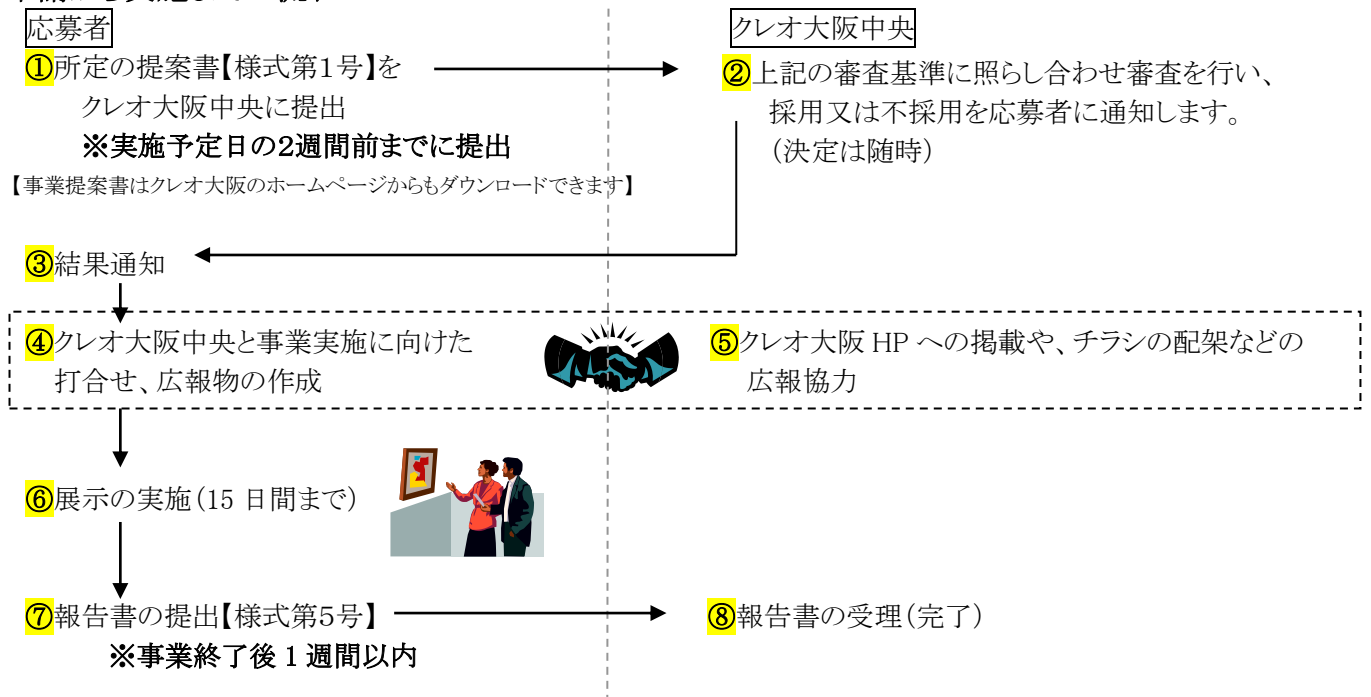 応募者
クレオ大阪中央
①所定の提案書【様式第1号】を
クレオ大阪中央に提出
※実施予定日の2週間前までに提出
【事業提案書はクレオ大阪のホームページからもダウンロードできます】
②上記の審査基準に照らし合わせ審査を行い、
採用又は不採用を応募者に通知します。
(決定は随時)
③結果通知
④クレオ大阪中央と事業実施に向けた
打合せ、広報物の作成
⑤クレオ大阪 HP への掲載や、チラシの配架などの
広報協力
⑥展示の実施(15 日間まで)
⑦報告書の提出【様式第5号】
※事業終了後 1 週間以内
⑧報告書の受理(完了)